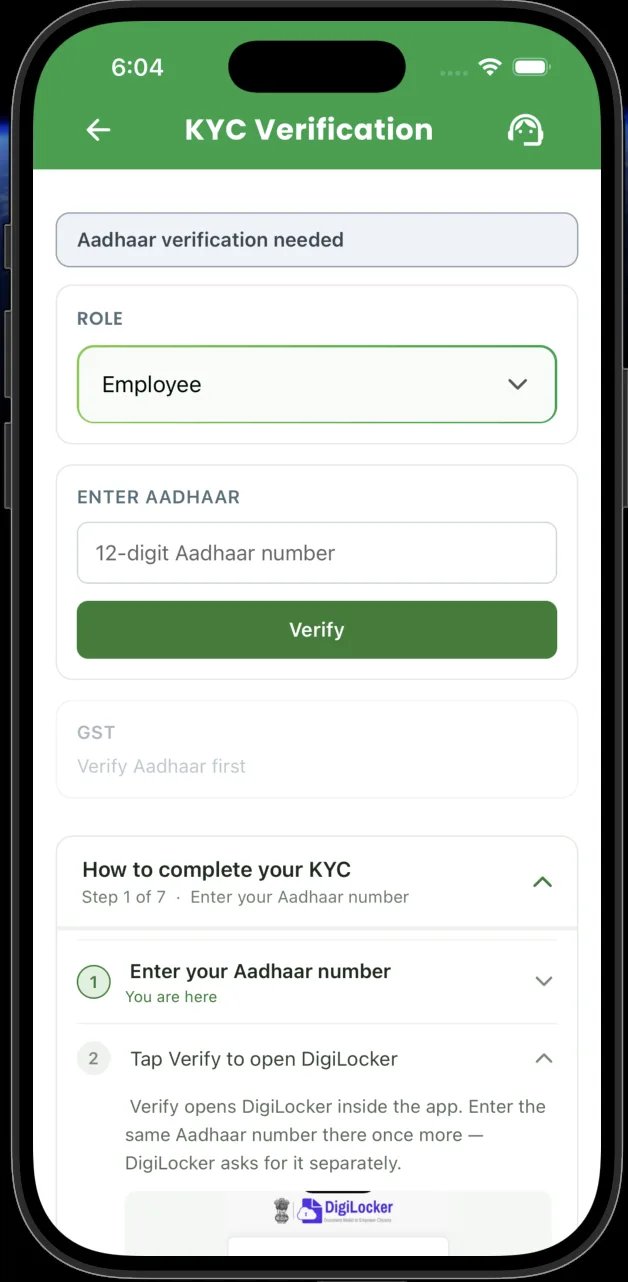 6:04
KYC Verification
Aadhaar verification needed
ROLE
Employee
ENTER AADHAAR
12-digit Aadhaar number
Verify
GST
Verify Aadhaar first
How to complete your KYC
Step 1 of 7 · Enter your Aadhaar number
1
Enter your Aadhaar number
You are here
2
Tap Verify to open DigiLocker
Verify opens DigiLocker inside the app. Enter the
same Aadhaar number there once more —
DigiLocker asks for it separately.
DigiLocker